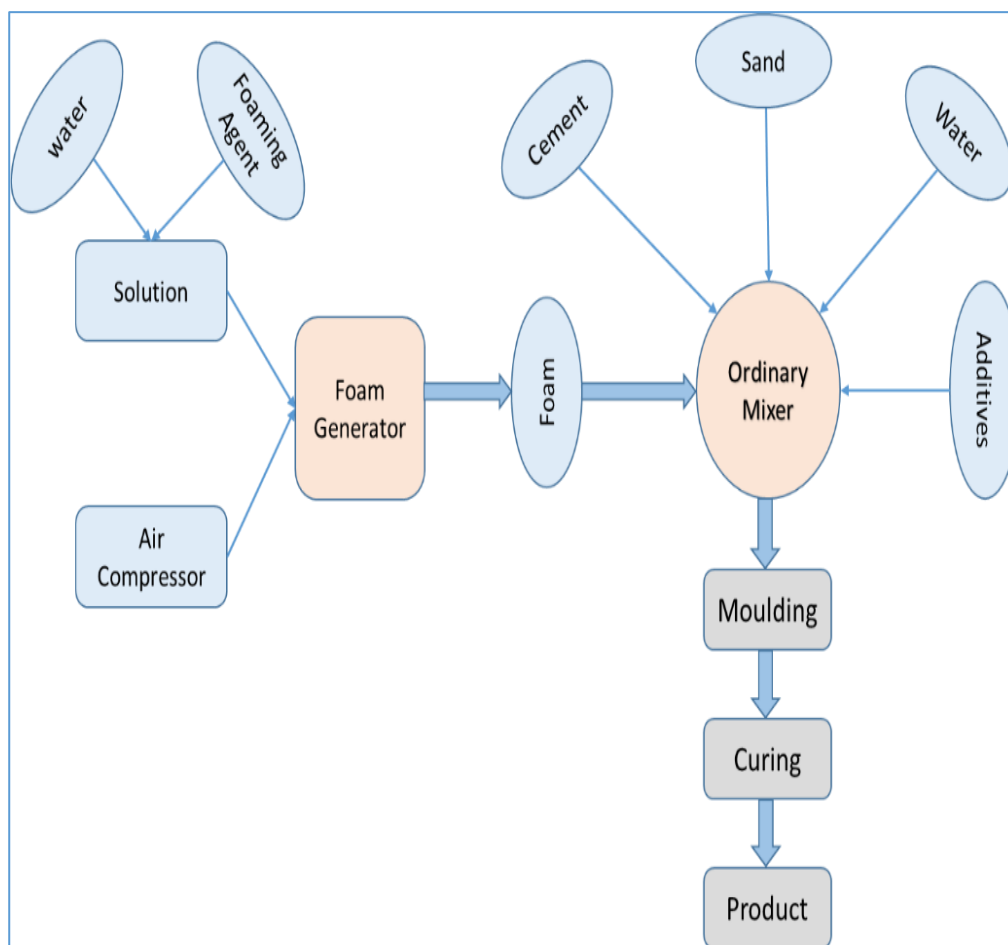 water
Foaming
Agent
Cement
Sand
Water
Solution
Foam
Generator
Foam
Ordinary
Mixer
Additives
Air
Compressor
Moulding
Curing
Product